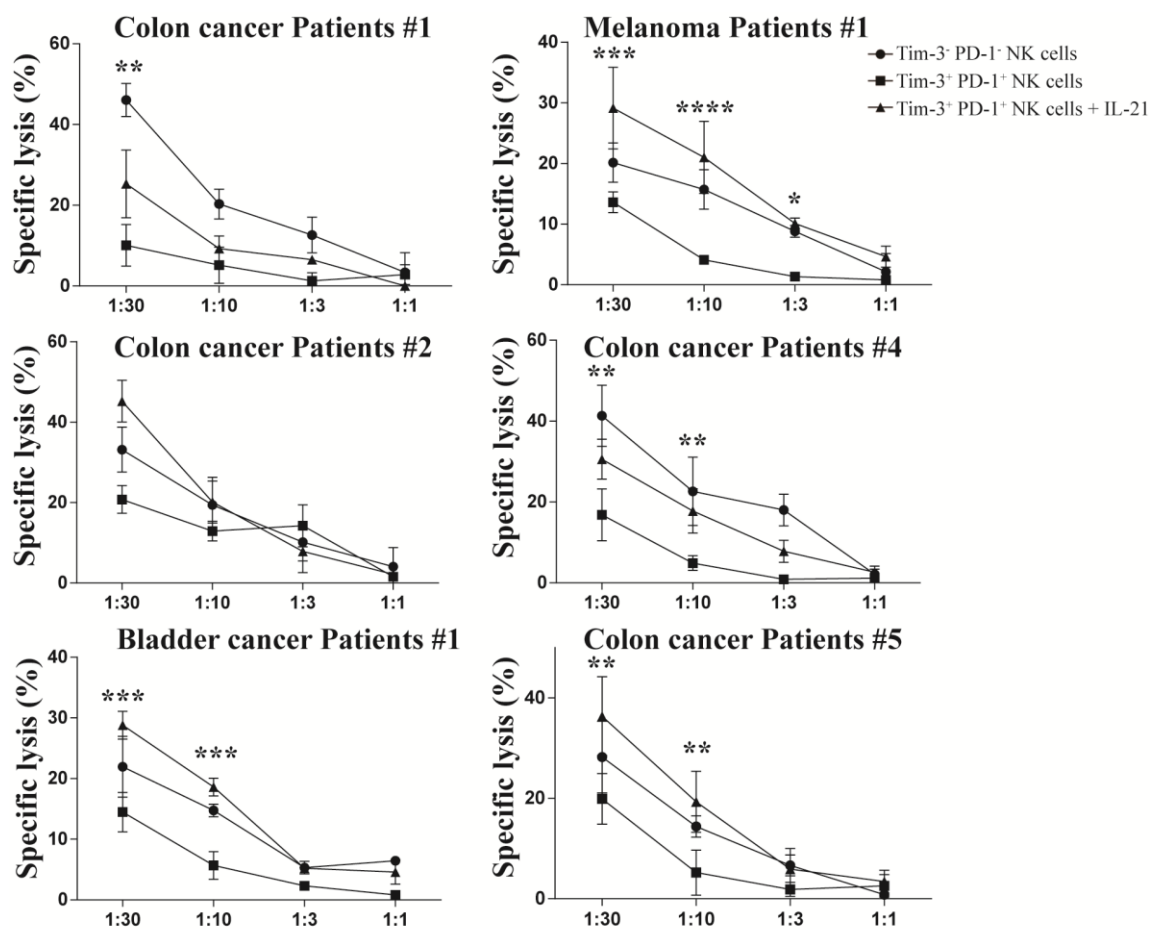 Colon cancer Patients #1
Specific lysis (%)
60
40
20
0
**
1:30 1:10 1:3 1:1
Melanoma Patients #1
Specific lysis (%)
40
30
20
10
0
***
****
*
1:30 1:10 1:3 1:1
Tim-3⁻ PD-1⁻ NK cells
Tim-3⁺ PD-1⁺ NK cells
Tim-3⁺ PD-1⁺ NK cells + IL-21
Colon cancer Patients #2
Specific lysis (%)
60
40
20
0
1:30 1:10 1:3 1:1
Colon cancer Patients #4
Specific lysis (%)
60
40
20
0
**
**
1:30 1:10 1:3 1:1
Bladder cancer Patients #1
Specific lysis (%)
40
30
20
10
0
***
***
1:30 1:10 1:3 1:1
Colon cancer Patients #5
Specific lysis (%)
40
20
0
**
**
1:30 1:10 1:3 1:1